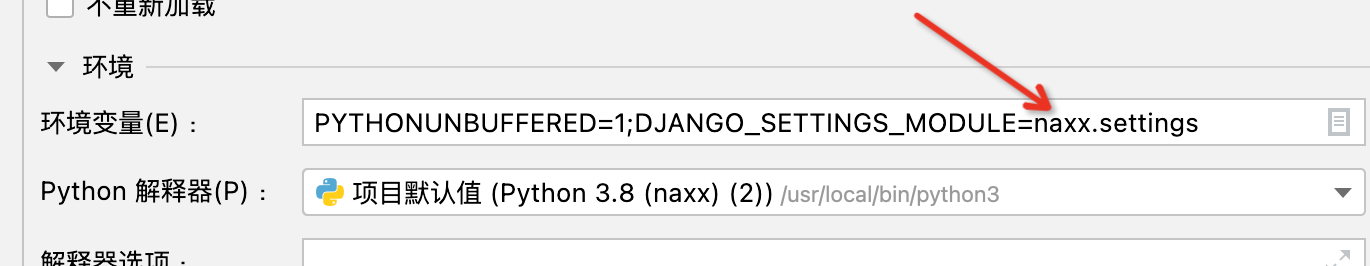 不重新加载
环境
环境变量(E)：
PYTHONUNBUFFERED=1;DJANGO_SETTINGS_MODULE=naxx.settings
Python 解释器(P)：
项目默认值 (Python 3.8 (naxx) (2)) /usr/local/bin/python3
解释器选项：